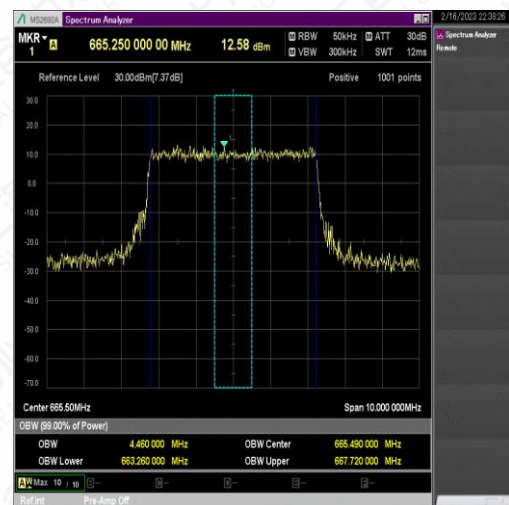 MS2692A Spectrum Analyzer
2/16/2023 22:38:26
MKR 1 A 665.250 000 00 MHz 12.58 dBm
M RBW 50kHz M ATT 30dB
M VBW 300kHz SWT 12ms
Spectrum Analyzer
Remote
Reference Level 30.00dBm[7.37dB] Positive 1001 points
30.0
20.0
10.0
0.0
-10.0
-20.0
-30.0
-40.0
-50.0
-60.0
-70.0
1
Center 665.50MHz Span 10.000 000MHz
OBW (99.00% of Power)
OBW 4.460 000 MHz OBW Center 665.490 000 MHz
OBW Lower 663.260 000 MHz OBW Upper 667.720 000 MHz
A W Max 10 / 10 B- C- D- E- F-
Ref.Int Pre-Amp Off